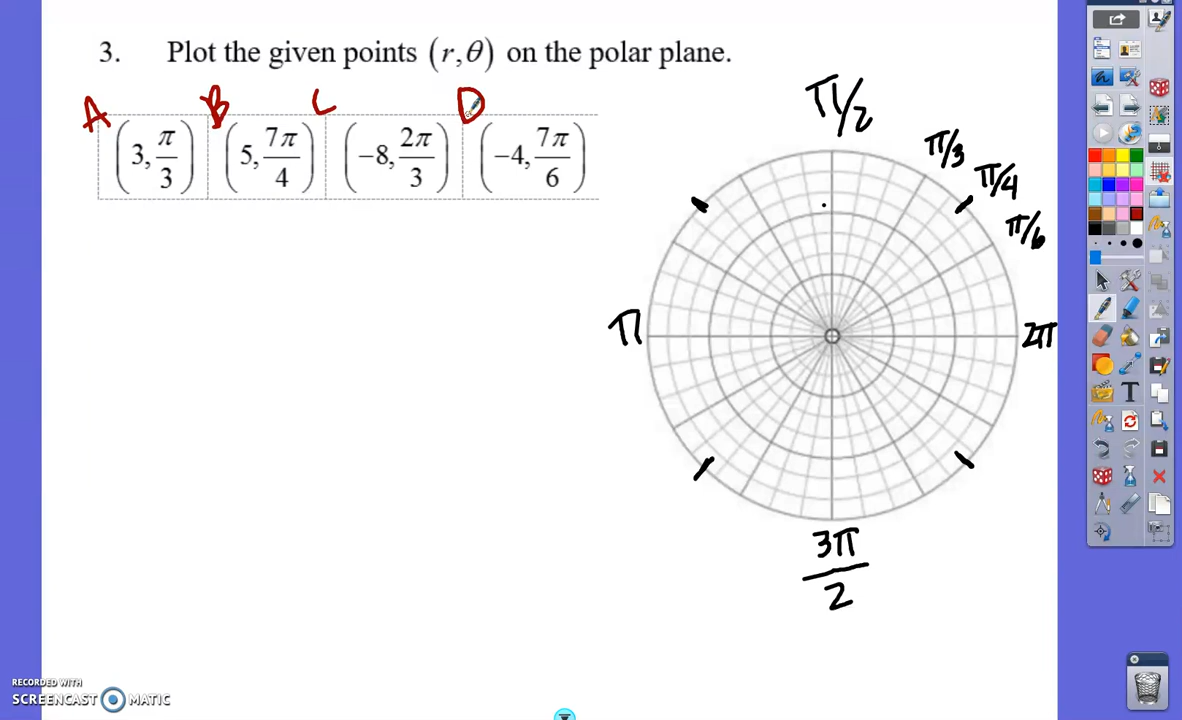 3. Plot the given points (r,θ) on the polar plane.
A (3, π/3) B (5, 7π/4) C (−8, 2π/3) D (−4, 7π/6)
π/2
π/3
π/4
π/6
π
2π
3π/2
T
RECORDED WITH
SCREENCAST MATIC